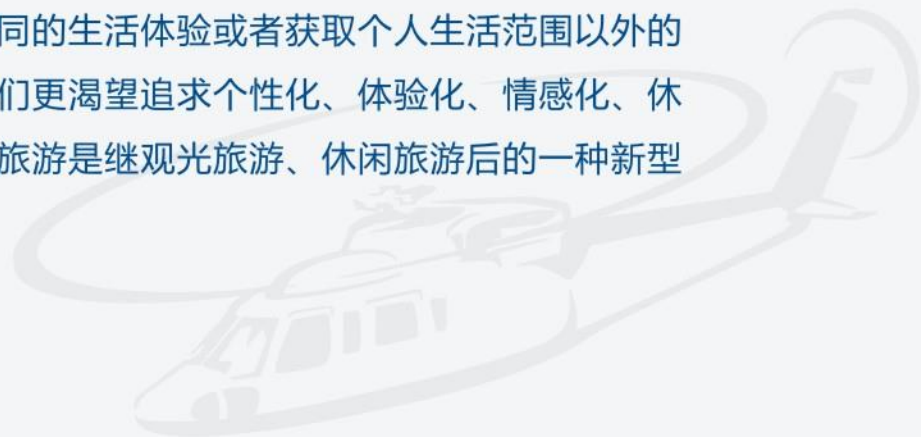 同的生活体验或者获取个人生活范围以外的
们更渴望追求个性化、体验化、情感化、休
旅游是继观光旅游、休闲旅游后的一种新型